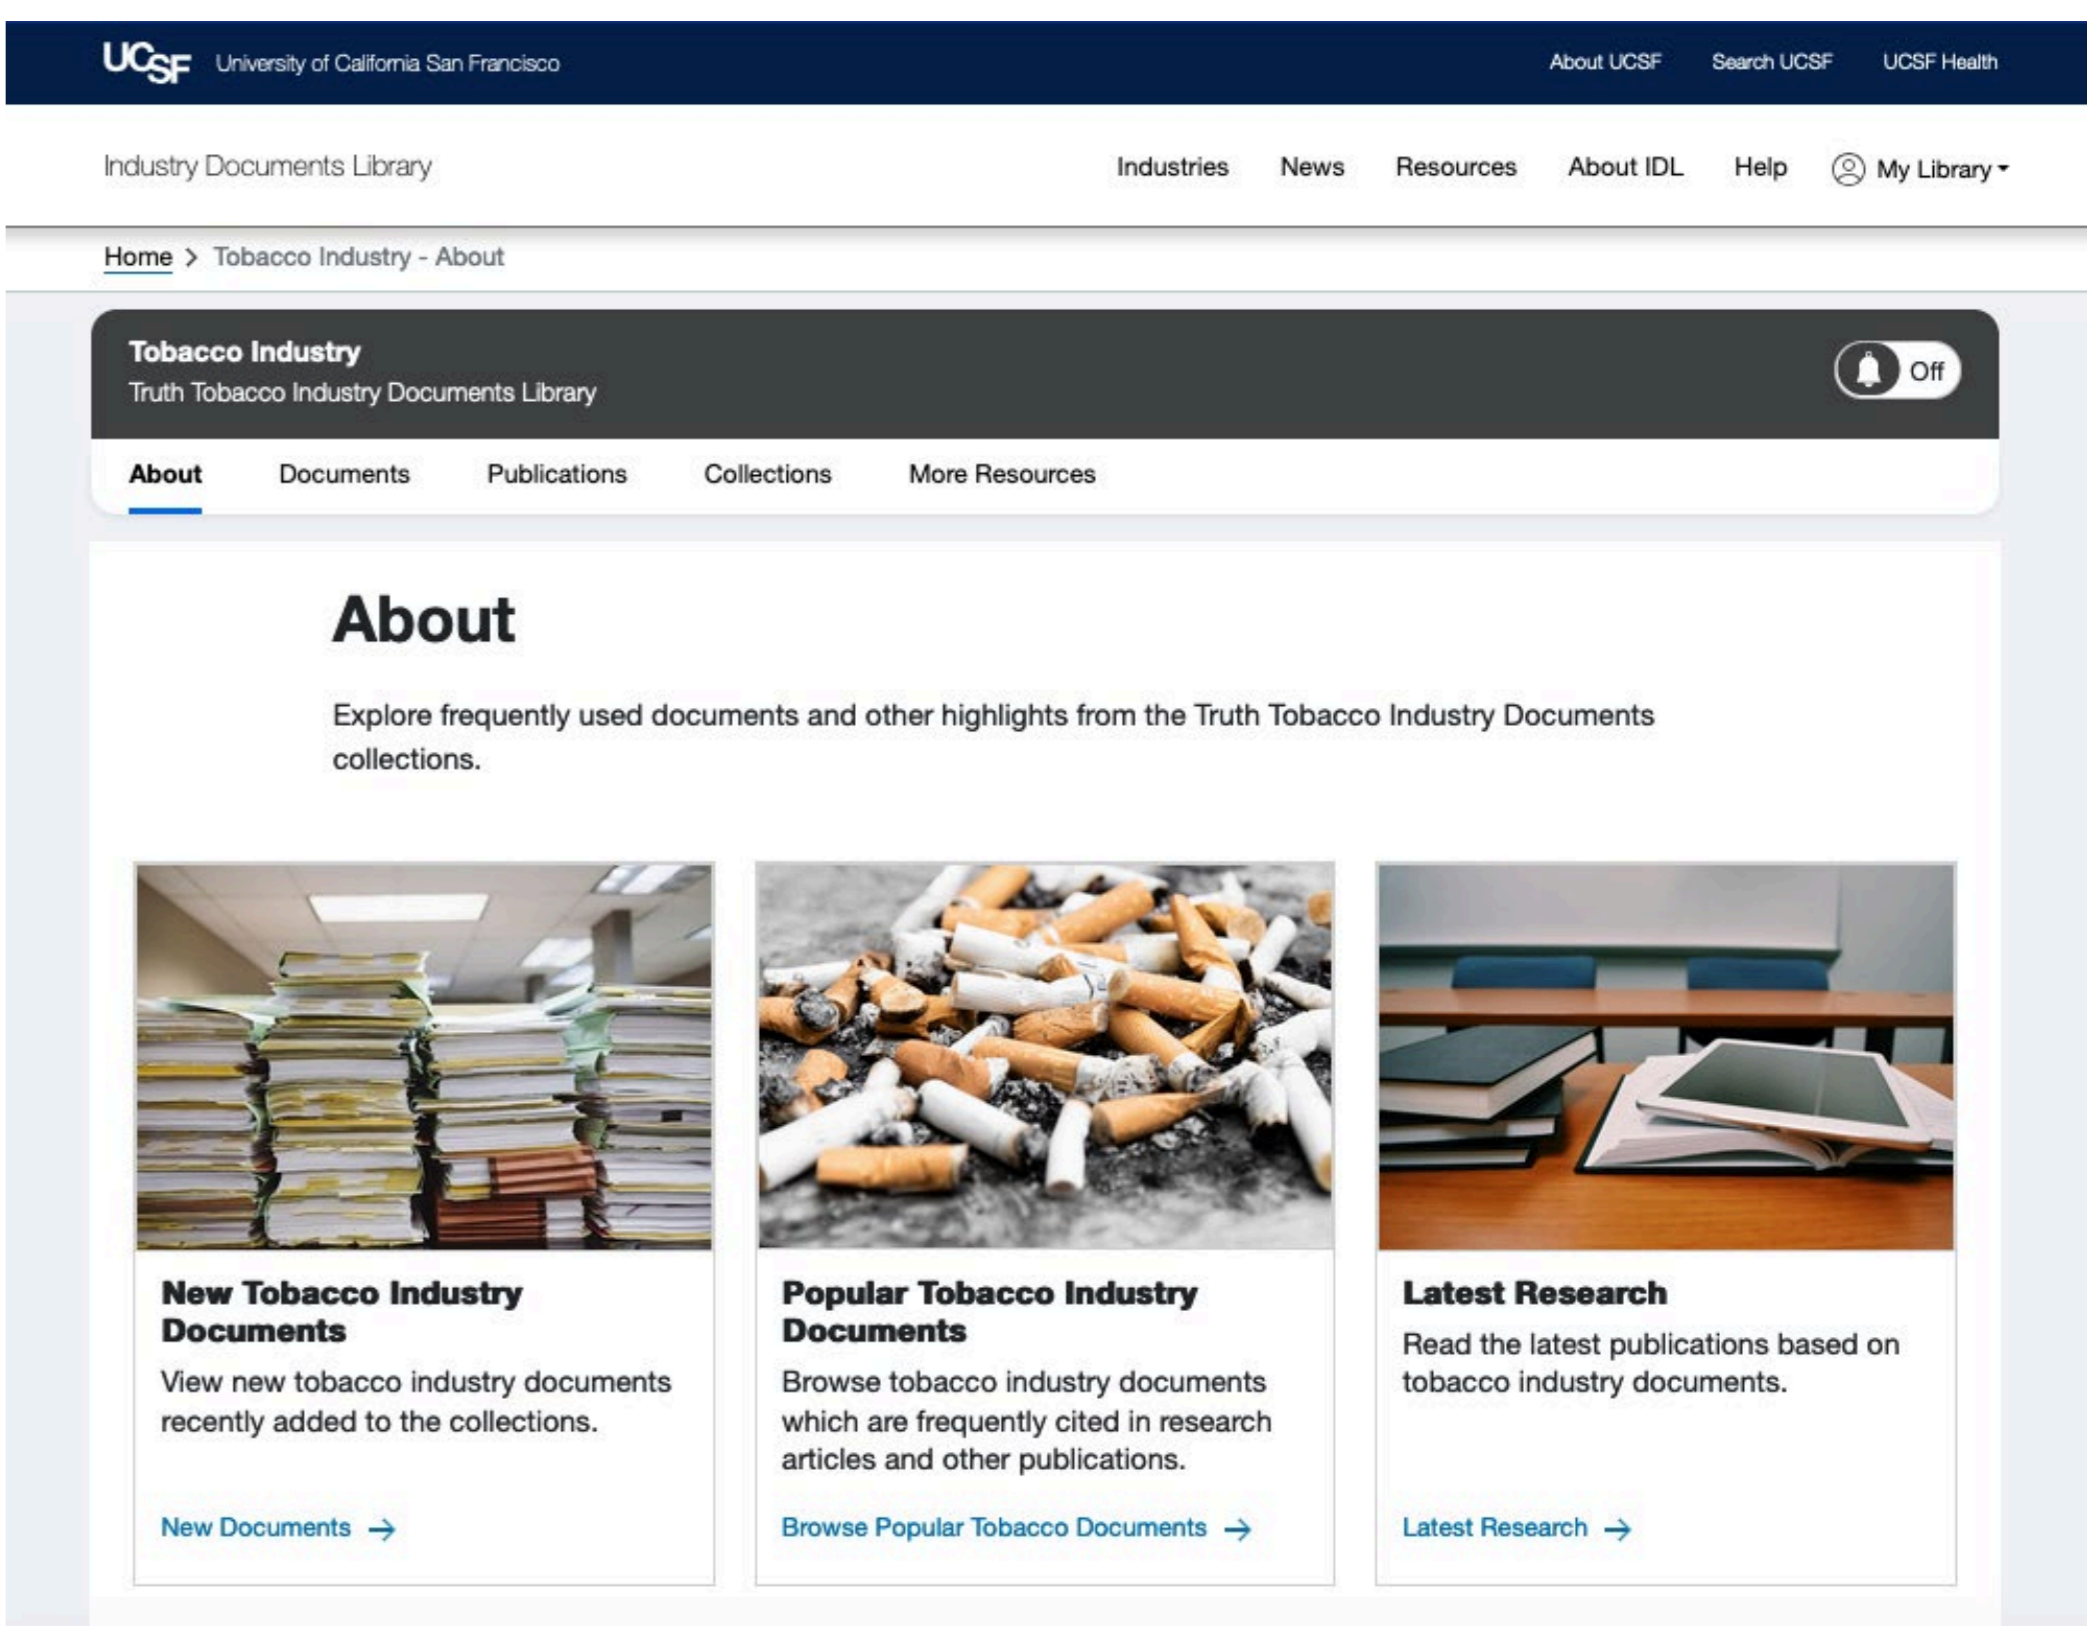 UCSF University of California San Francisco About UCSF Search UCSF UCSF Health
Industry Documents Library Industries News Resources About IDL Help My Library
Home > Tobacco Industry - About
Tobacco Industry
Truth Tobacco Industry Documents Library
Off
About Documents Publications Collections More Resources
About
Explore frequently used documents and other highlights from the Truth Tobacco Industry Documents
collections.
New Tobacco Industry
Documents
View new tobacco industry documents
recently added to the collections.
New Documents →
Popular Tobacco Industry
Documents
Browse tobacco industry documents
which are frequently cited in research
articles and other publications.
Browse Popular Tobacco Documents →
Latest Research
Read the latest publications based on
tobacco industry documents.
Latest Research →